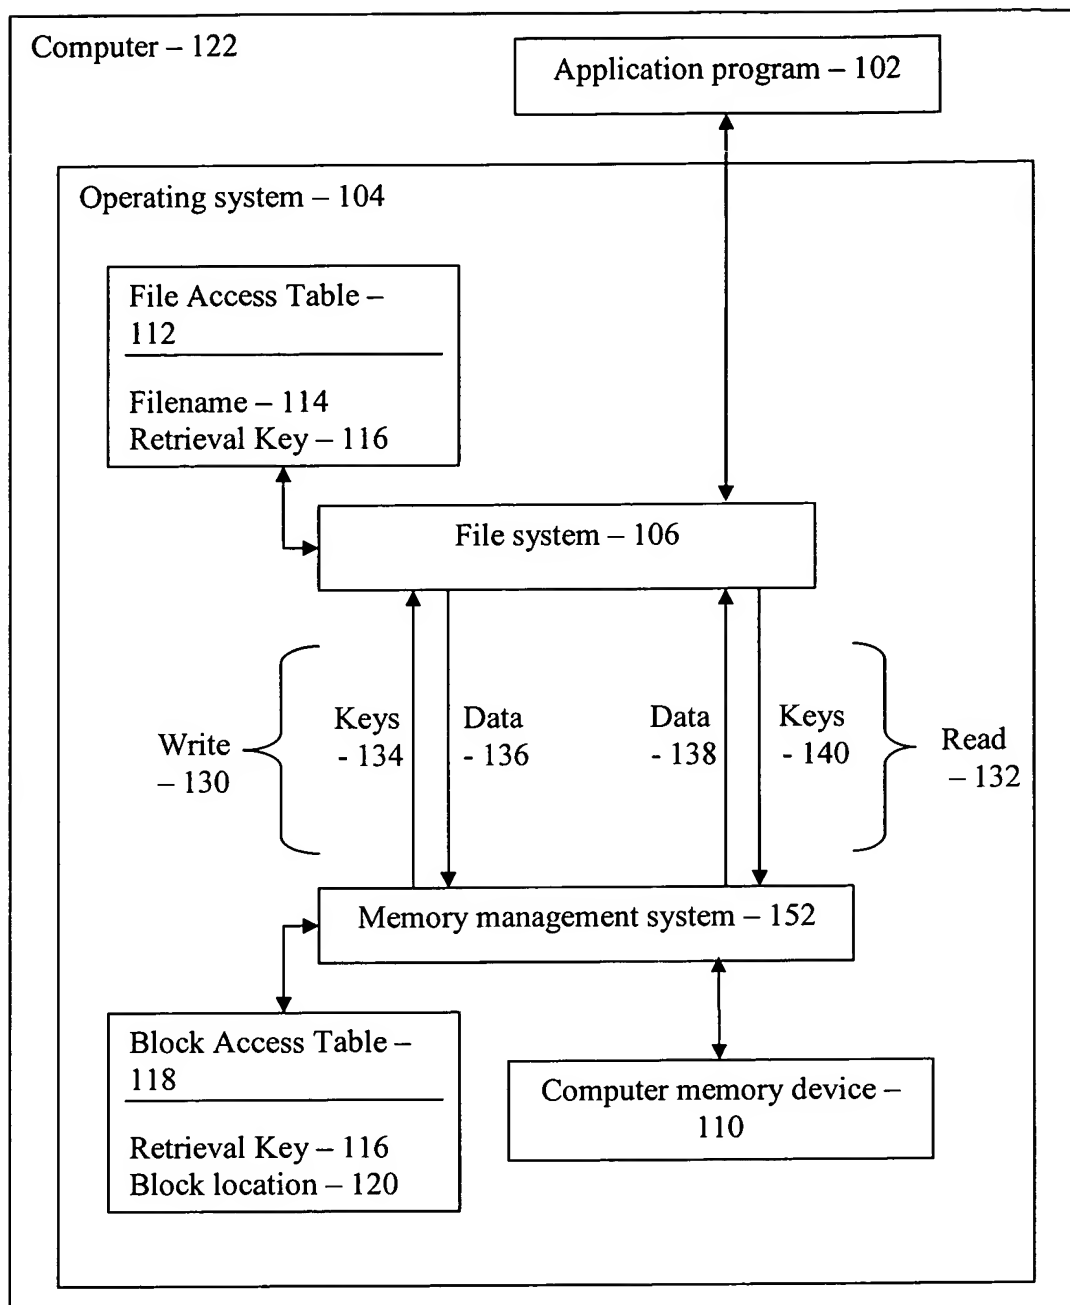 Computer – 122
Application program – 102
Operating system – 104
File Access Table –
112
Filename – 114
Retrieval Key – 116
File system – 106
Write
– 130
Keys
- 134
Data
- 136
Data
- 138
Keys
- 140
Read
– 132
Memory management system – 152
Block Access Table –
118
Retrieval Key – 116
Block location – 120
Computer memory device –
110